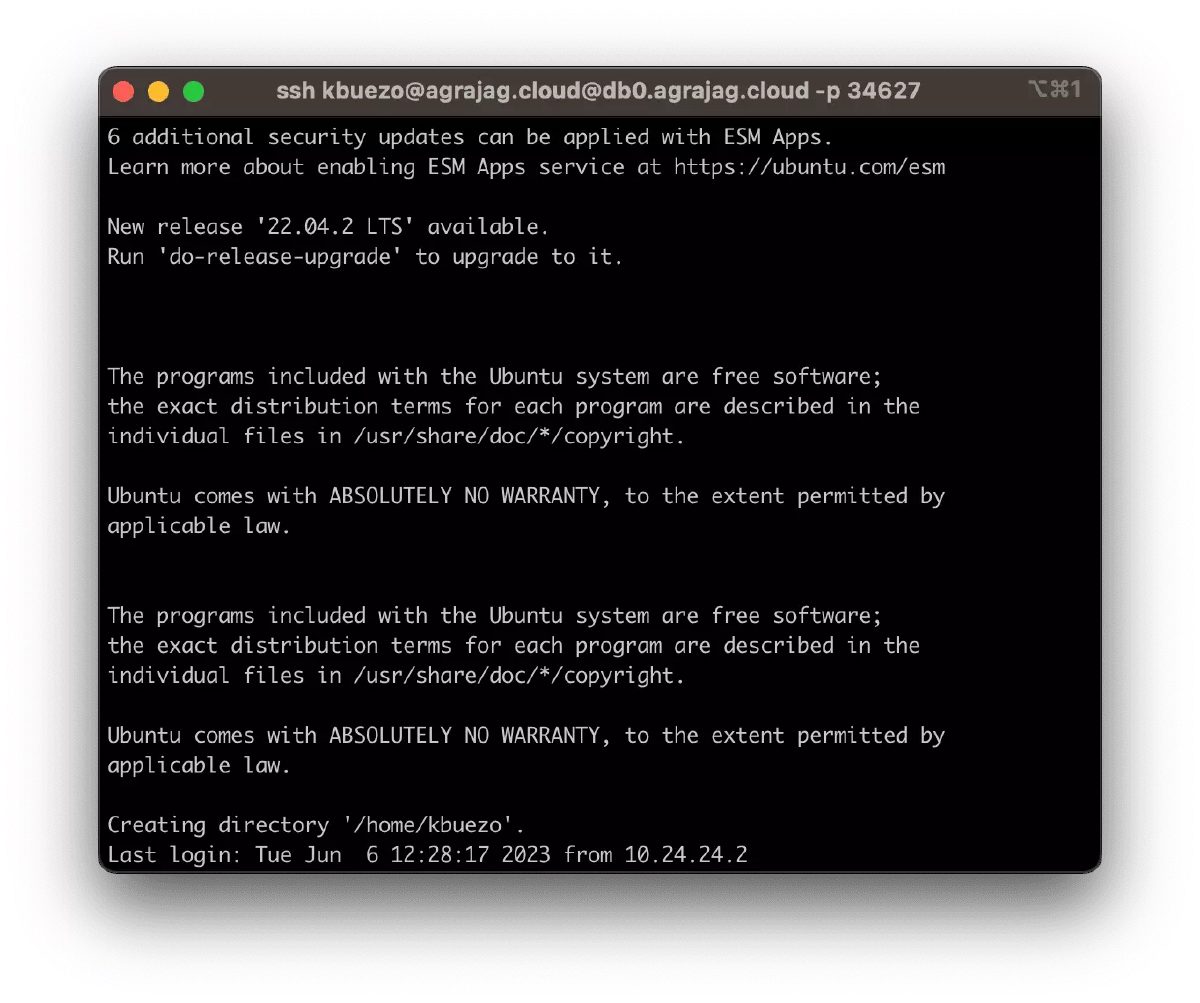 ssh kbuezo@agrajag.cloud@db0.agrajag.cloud -p 34627
⌥⌘1
6 additional security updates can be applied with ESM Apps.
Learn more about enabling ESM Apps service at https://ubuntu.com/esm
New release '22.04.2 LTS' available.
Run 'do-release-upgrade' to upgrade to it.
The programs included with the Ubuntu system are free software;
the exact distribution terms for each program are described in the
individual files in /usr/share/doc/*/copyright.
Ubuntu comes with ABSOLUTELY NO WARRANTY, to the extent permitted by
applicable law.
The programs included with the Ubuntu system are free software;
the exact distribution terms for each program are described in the
individual files in /usr/share/doc/*/copyright.
Ubuntu comes with ABSOLUTELY NO WARRANTY, to the extent permitted by
applicable law.
Creating directory '/home/kbuezo'.
Last login: Tue Jun  6 12:28:17 2023 from 10.24.24.2